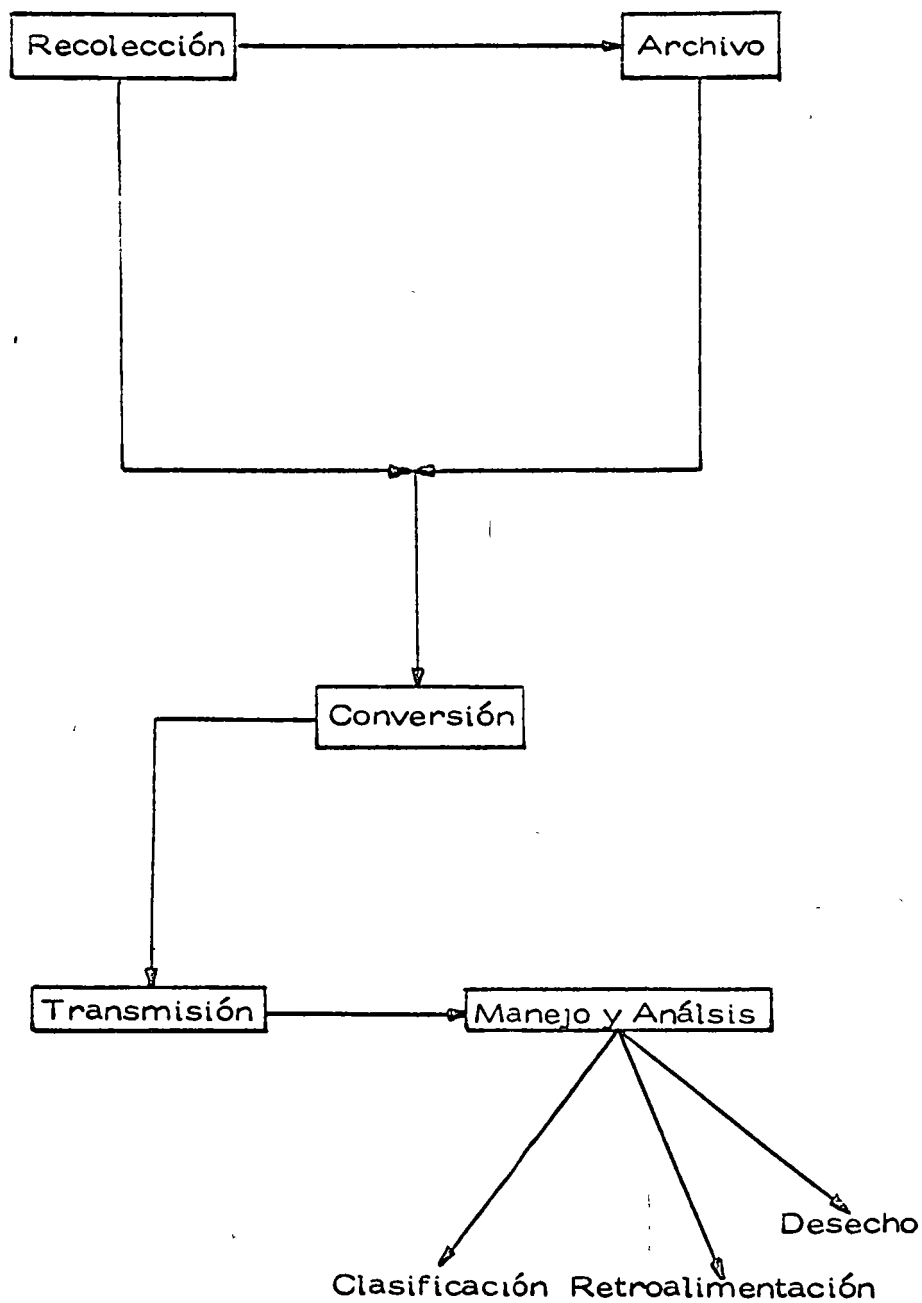 Recolección
Archivo
Conversión
Transmisión
Manejo y Análsis
Desecho
Clasificación
Retroalimentación